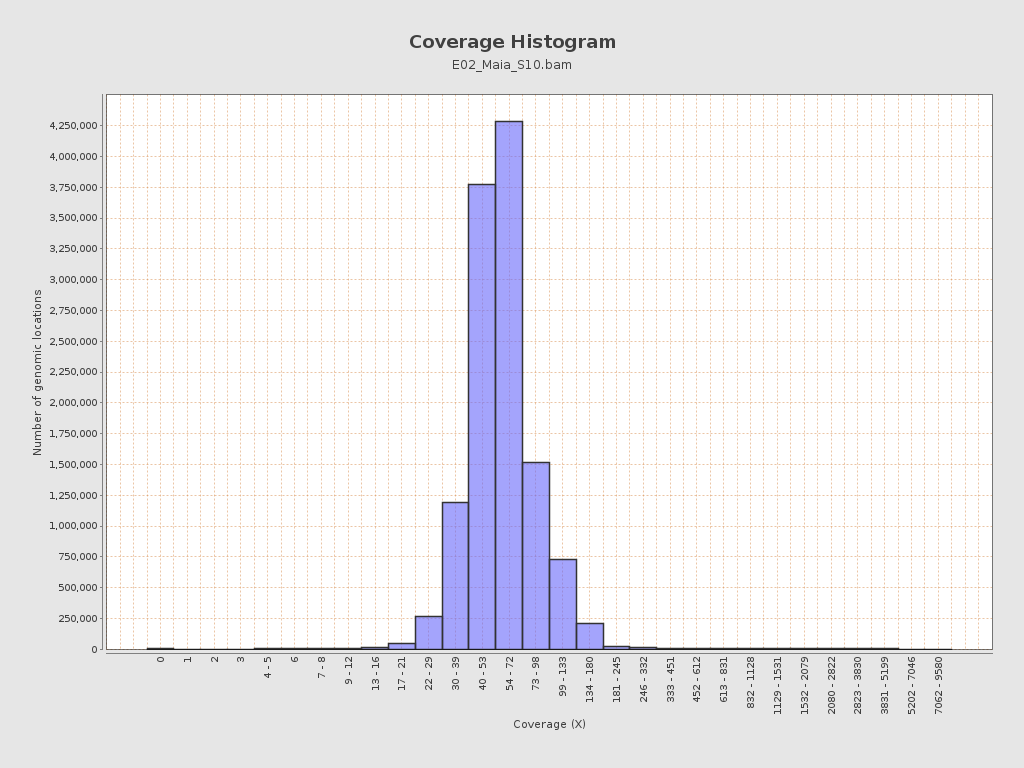 Coverage Histogram
E02_Maia_S10.bam
Number of genomic locations
4,250,000
4,000,000
3,750,000
3,500,000
3,250,000
3,000,000
2,750,000
2,500,000
2,250,000
2,000,000
1,750,000
1,500,000
1,250,000
1,000,000
750,000
500,000
250,000
0
0
1
2
3
4 - 5
6
7 - 8
9 - 12
13 - 16
17 - 21
22 - 29
30 - 39
40 - 53
54 - 72
73 - 98
99 - 133
134 - 180
181 - 245
246 - 332
333 - 451
452 - 612
613 - 831
832 - 1128
1129 - 1531
1532 - 2079
2080 - 2822
2823 - 3830
3831 - 5199
5202 - 7046
7062 - 9580
Coverage (X)